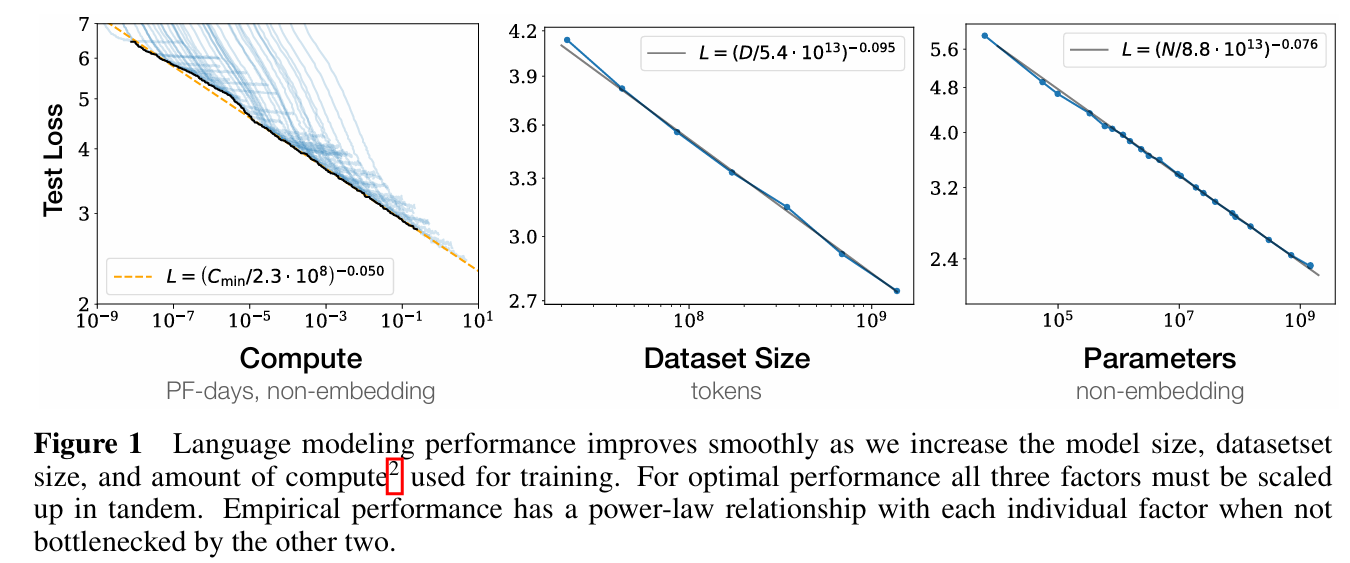 7
6
5
4
3
2
Test Loss
L = (C_min/2.3 · 10^8)^−0.050
10^−9 10^−7 10^−5 10^−3 10^−1 10^1
Compute
PF-days, non-embedding
4.2
3.9
3.6
3.3
3.0
2.7
L = (D/5.4 · 10^13)^−0.095
10^8 10^9
Dataset Size
tokens
5.6
4.8
4.0
3.2
2.4
L = (N/8.8 · 10^13)^−0.076
10^5 10^7 10^9
Parameters
non-embedding
Figure 1 Language modeling performance improves smoothly as we increase the model size, datasetset
size, and amount of compute² used for training. For optimal performance all three factors must be scaled
up in tandem. Empirical performance has a power-law relationship with each individual factor when not
bottlenecked by the other two.